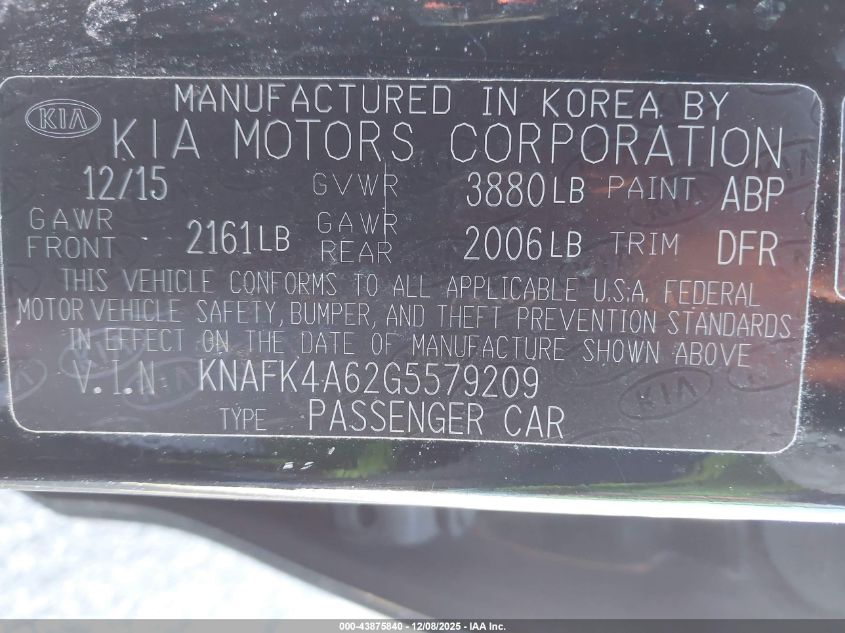 MANUFACTURED IN KOREA BY
KIA
KIA MOTORS CORPORATION
12/15 GVWR 3880LB PAINT ABP
GAWR FRONT 2161LB GAWR REAR 2006LB TRIM DFR
THIS VEHICLE CONFORMS TO ALL APPLICABLE U.S.A. FEDERAL
MOTOR VEHICLE SAFETY, BUMPER, AND THEFT PREVENTION STANDARDS
IN EFFECT ON THE DATE OF MANUFACTURE SHOWN ABOVE
V.I.N KNAFK4A62G5579209
TYPE PASSENGER CAR
000-43875840 - 12/08/2025 - IAA Inc.